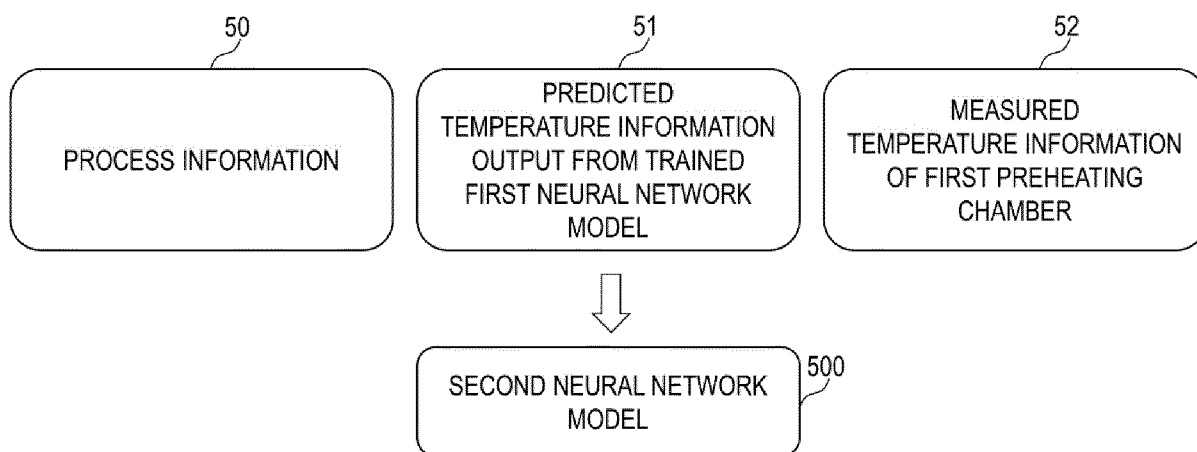 50
51
52
PROCESS INFORMATION
PREDICTED
TEMPERATURE INFORMATION
OUTPUT FROM TRAINED
FIRST NEURAL NETWORK
MODEL
MEASURED
TEMPERATURE INFORMATION
OF FIRST PREHEATING
CHAMBER
SECOND NEURAL NETWORK
MODEL
500